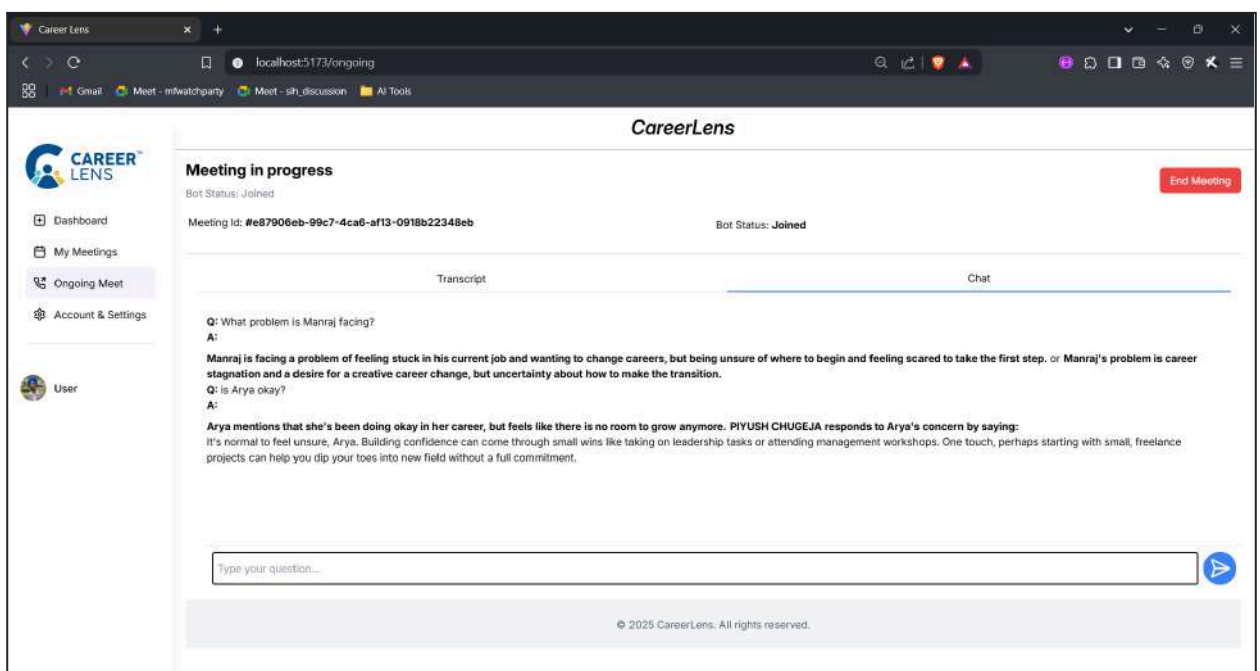 Career Lens
localhost:5173/ongoing
Gmail
Meet - mfwatchparty
Meet - sih_discussion
AI Tools
CareerLens
CAREER™
LENS
Dashboard
My Meetings
Ongoing Meet
Account & Settings
User
Meeting in progress
End Meeting
Bot Status: Joined
Meeting Id: #e87906eb-99c7-4ca6-af13-0918b22348eb
Bot Status: Joined
Transcript
Chat
Q: What problem is Manraj facing?
A:
Manraj is facing a problem of feeling stuck in his current job and wanting to change careers, but being unsure of where to begin and feeling scared to take the first step. or Manraj's problem is career
stagnation and a desire for a creative career change, but uncertainty about how to make the transition.
Q: is Arya okay?
A:
Arya mentions that she's been doing okay in her career, but feels like there is no room to grow anymore. PIYUSH CHUGEJA responds to Arya's concern by saying:
It's normal to feel unsure, Arya. Building confidence can come through small wins like taking on leadership tasks or attending management workshops. One touch, perhaps starting with small, freelance
projects can help you dip your toes into new field without a full commitment.
Type your question...
© 2025 CareerLens. All rights reserved.